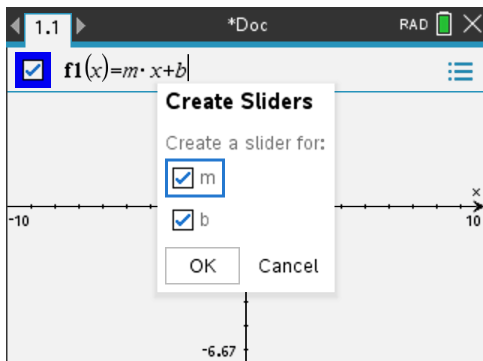 1.1 *Doc RAD
f1(x)=m· x+b
Create Sliders
Create a slider for:
m
b
OK Cancel
x
-10 10
-6.67